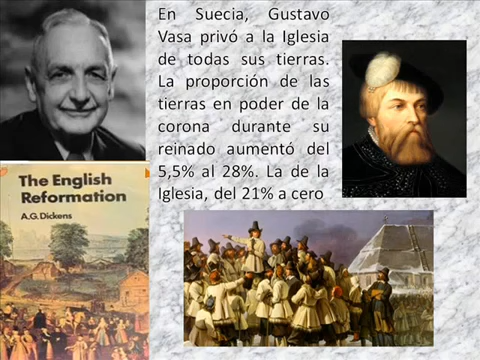 En Suecia, Gustavo
Vasa privó a la Iglesia
de todas sus tierras.
La proporción de las
tierras en poder de la
corona durante su
reinado aumentó del
5,5% al 28%. La de la
Iglesia, del 21% a cero
The English
Reformation
A.G.Dickens